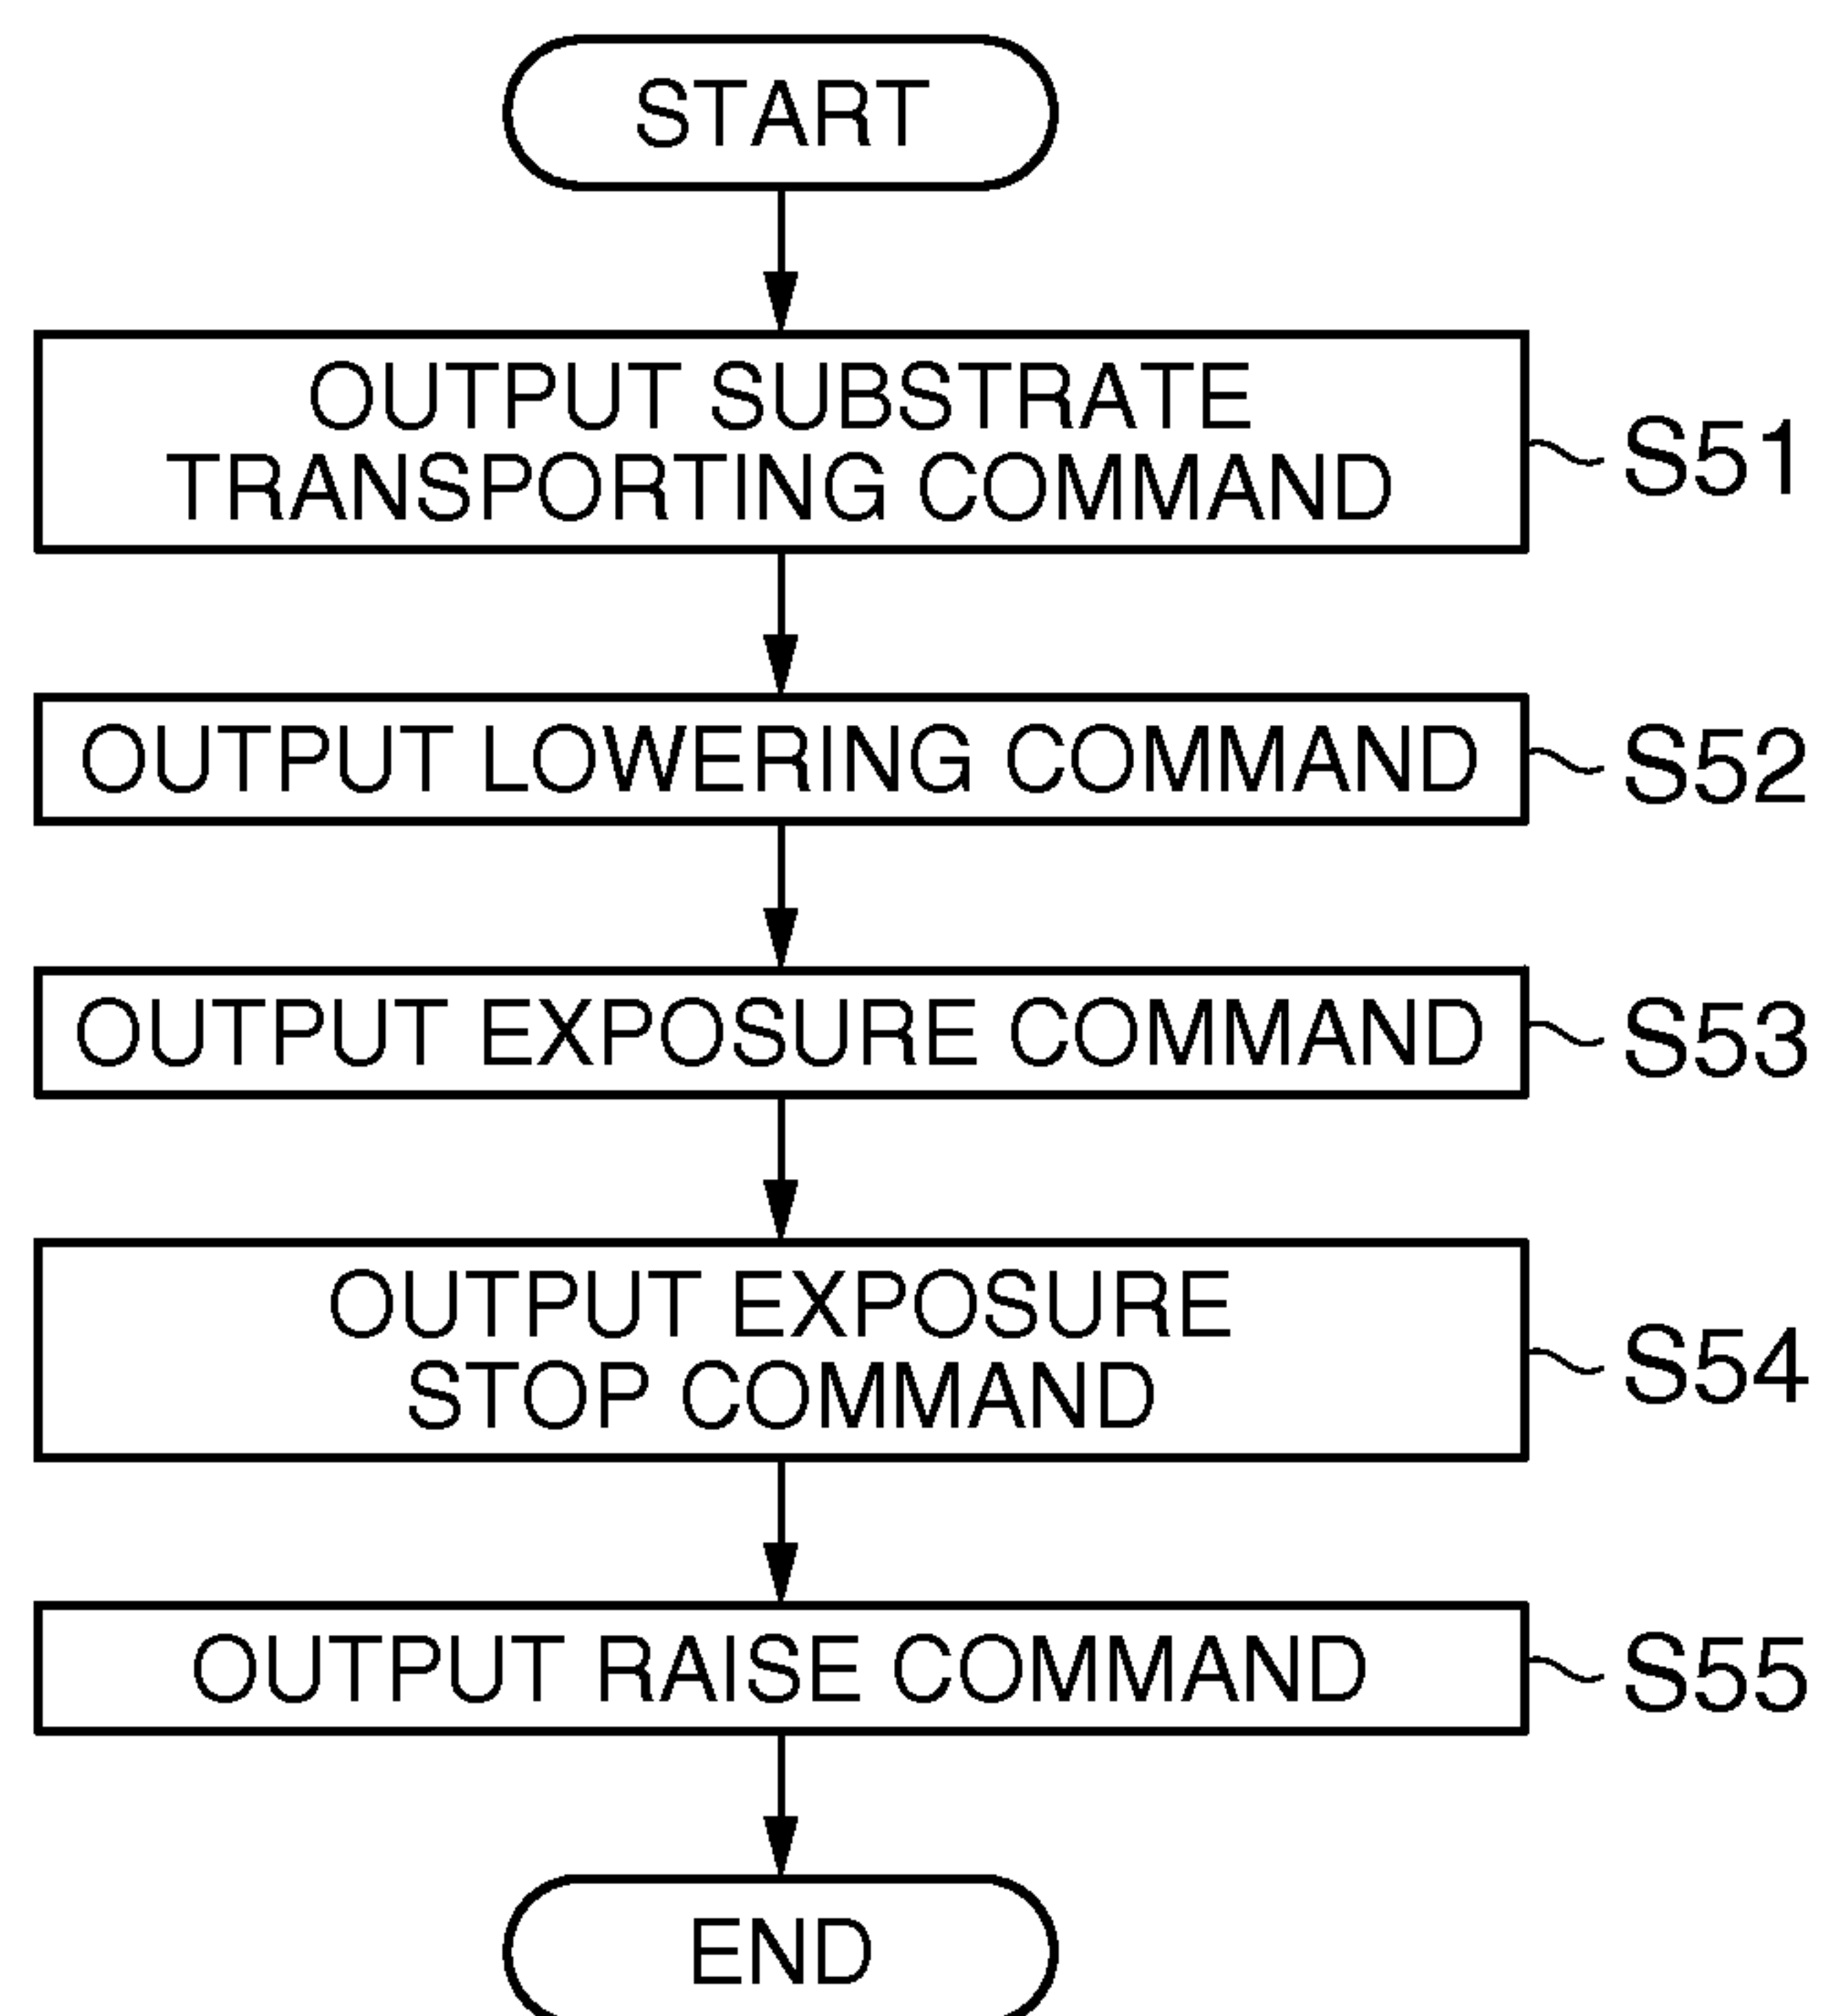 START
OUTPUT SUBSTRATE
TRANSPORTING COMMAND
S51
OUTPUT LOWERING COMMAND
S52
OUTPUT EXPOSURE COMMAND
S53
OUTPUT EXPOSURE
STOP COMMAND
S54
OUTPUT RAISE COMMAND
S55
END